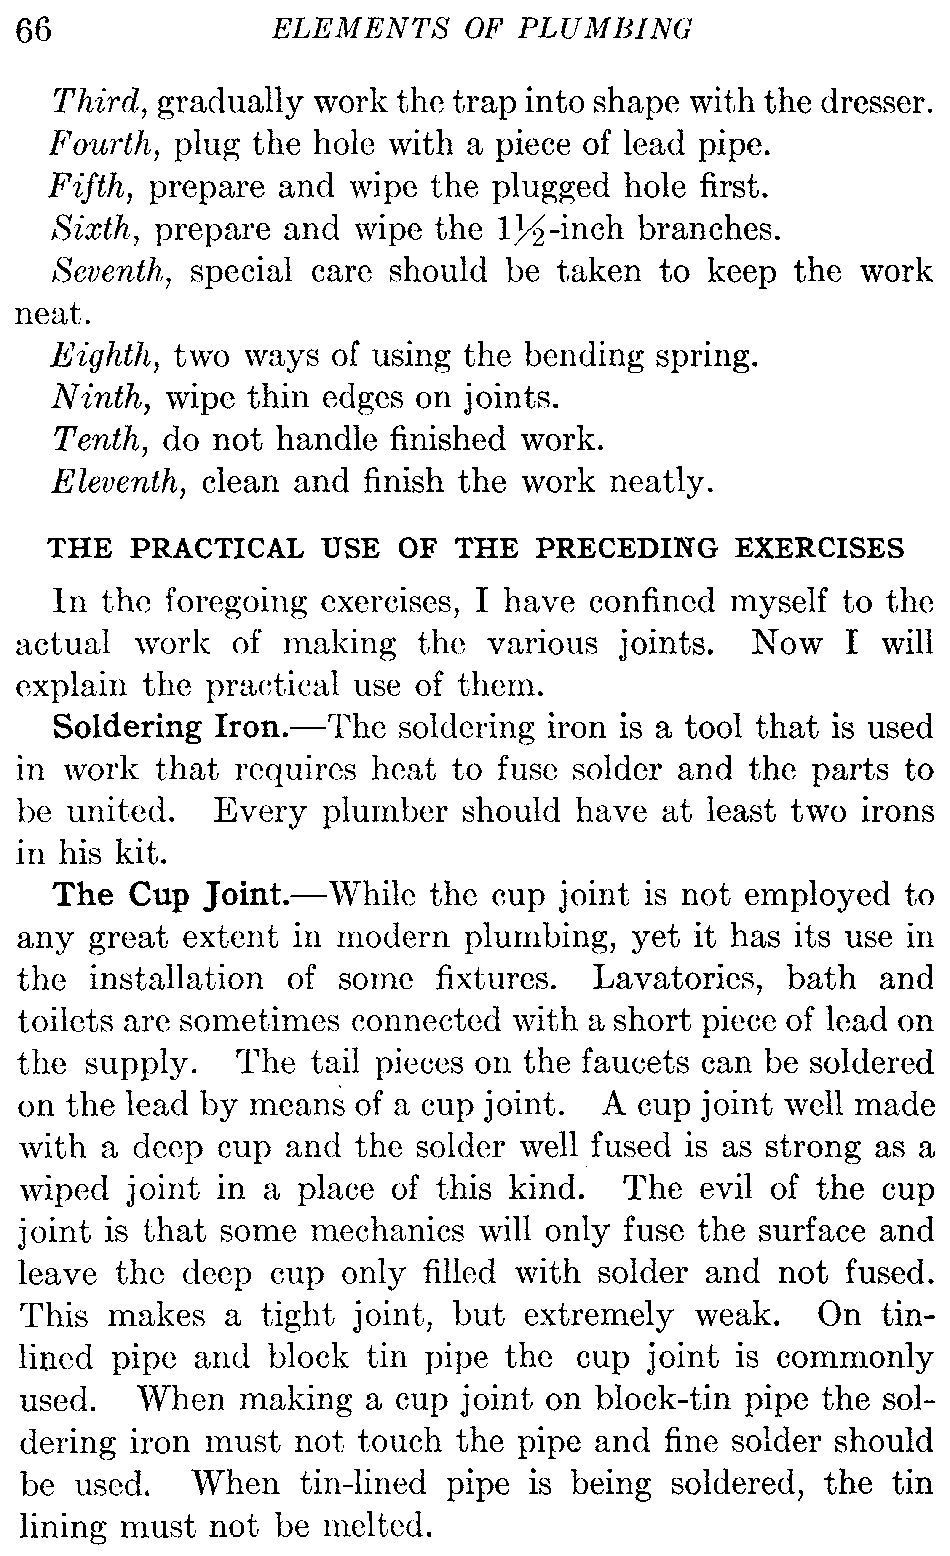 66 ELEMENTS OF PLUMBING
Third, gradually work the trap into shape with the dresser.
Fourth, plug the hole with a piece of lead pipe.
Fifth, prepare and wipe the plugged hole first.
Sixth, prepare and wipe the 1½-inch branches.
Seventh, special care should be taken to keep the work
neat.
Eighth, two ways of using the bending spring.
Ninth, wipe thin edges on joints.
Tenth, do not handle finished work.
Eleventh, clean and finish the work neatly.
THE PRACTICAL USE OF THE PRECEDING EXERCISES
In the foregoing exercises, I have confined myself to the
actual work of making the various joints. Now I will
explain the practical use of them.
Soldering Iron.—The soldering iron is a tool that is used
in work that requires heat to fuse solder and the parts to
be united. Every plumber should have at least two irons
in his kit.
The Cup Joint.—While the cup joint is not employed to
any great extent in modern plumbing, yet it has its use in
the installation of some fixtures. Lavatories, bath and
toilets are sometimes connected with a short piece of lead on
the supply. The tail pieces on the faucets can be soldered
on the lead by means of a cup joint. A cup joint well made
with a deep cup and the solder well fused is as strong as a
wiped joint in a place of this kind. The evil of the cup
joint is that some mechanics will only fuse the surface and
leave the deep cup only filled with solder and not fused.
This makes a tight joint, but extremely weak. On tin-
lined pipe and block tin pipe the cup joint is commonly
used. When making a cup joint on block-tin pipe the sol-
dering iron must not touch the pipe and fine solder should
be used. When tin-lined pipe is being soldered, the tin
lining must not be melted.